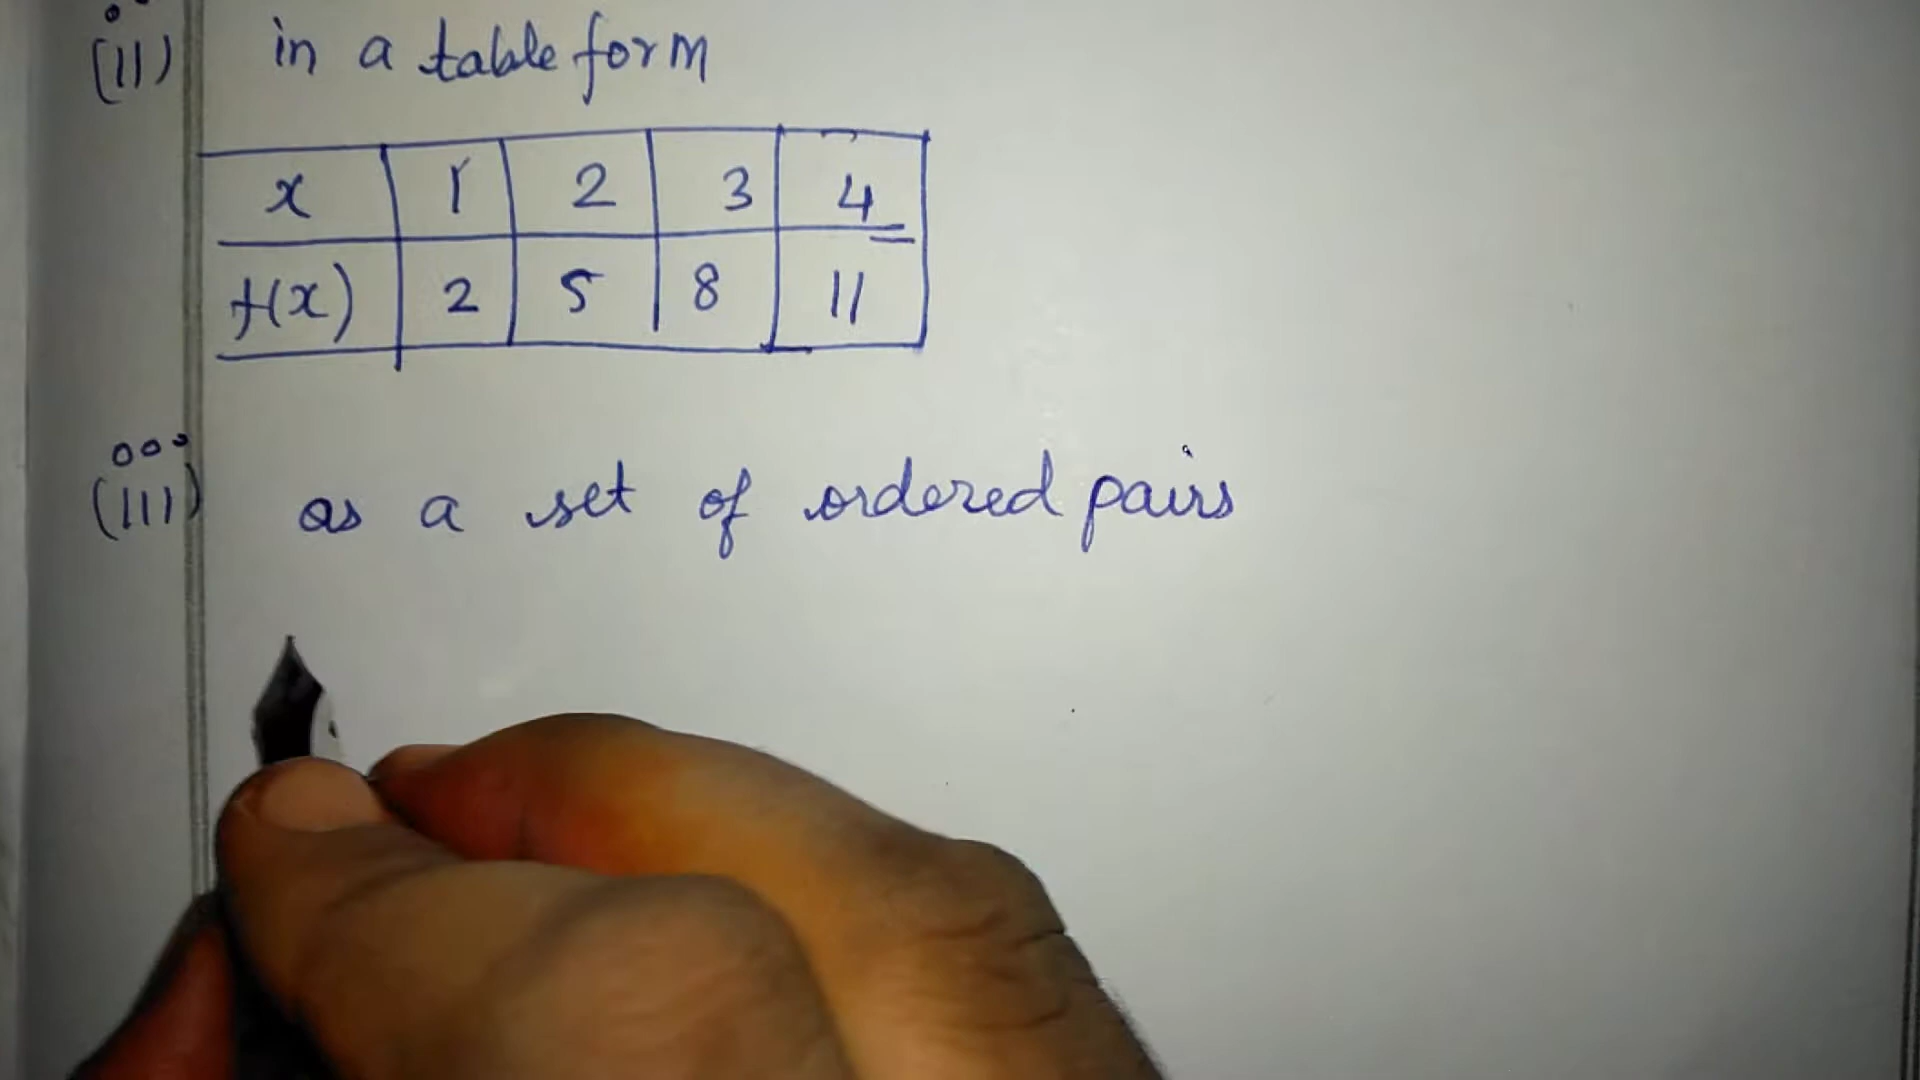 (ii) in a table form
x 1 2 3 4
f(x) 2 5 8 11
(iii) as a set of ordered pairs